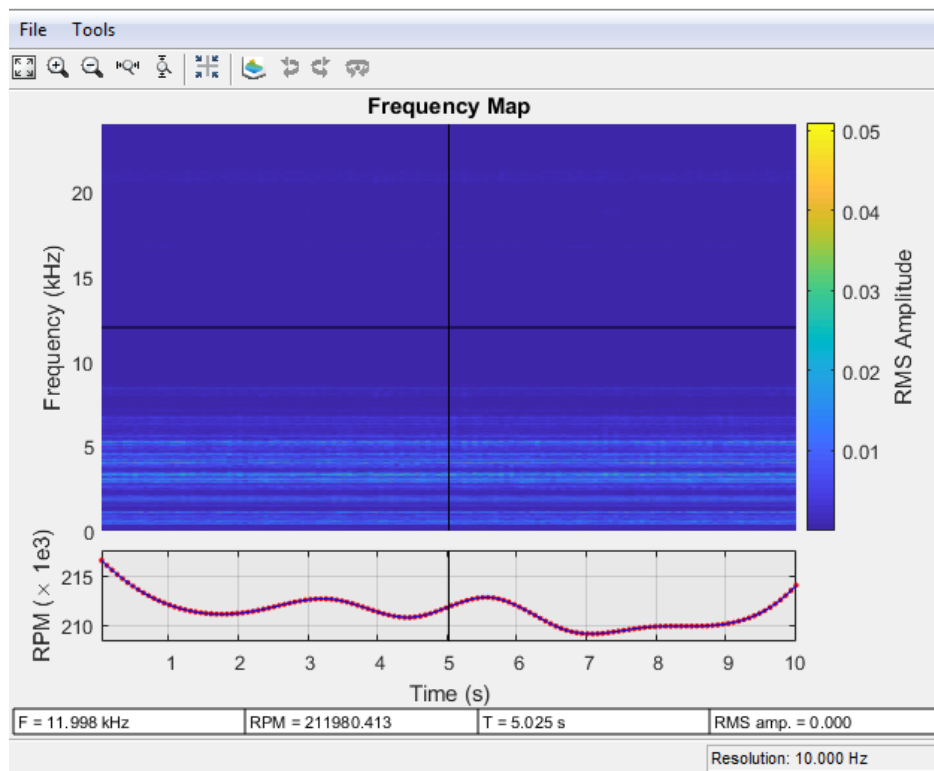 File Tools
Frequency Map
Frequency (kHz)
20
15
10
5
0
0.05
0.04
0.03
0.02
0.01
RMS Amplitude
RPM (× 1e3)
215
210
1 2 3 4 5 6 7 8 9 10
Time (s)
F = 11.998 kHz RPM = 211980.413 T = 5.025 s RMS amp. = 0.000
Resolution: 10.000 Hz